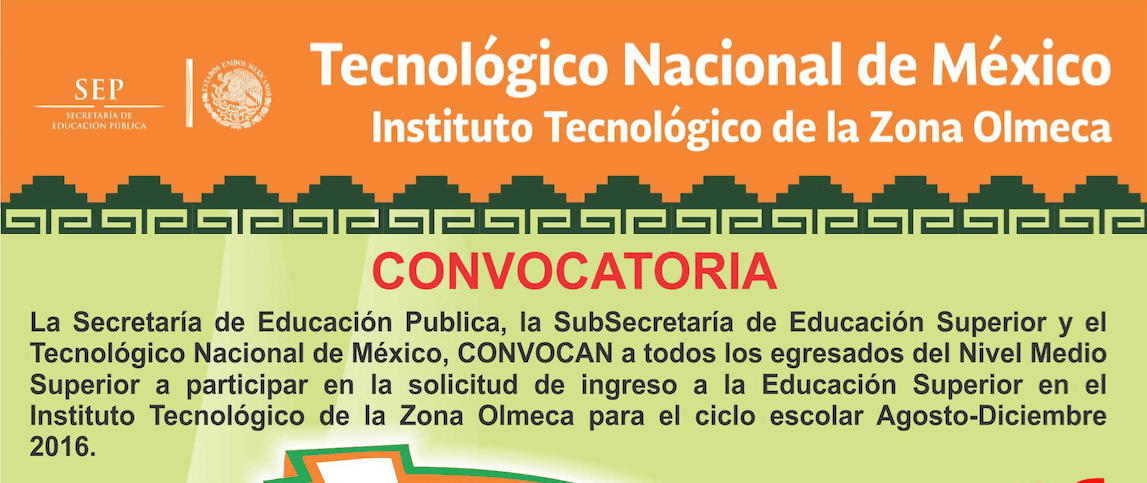 Tecnológico Nacional de México
Instituto Tecnológico de la Zona Olmeca
SEP
SECRETARÍA DE
EDUCACIÓN PÚBLICA
ESTADOS UNIDOS MEXICANOS
CONVOCATORIA
La Secretaría de Educación Publica, la SubSecretaría de Educación Superior y el
Tecnológico Nacional de México, CONVOCAN a todos los egresados del Nivel Medio
Superior a participar en la solicitud de ingreso a la Educación Superior en el
Instituto Tecnológico de la Zona Olmeca para el ciclo escolar Agosto-Diciembre
2016.